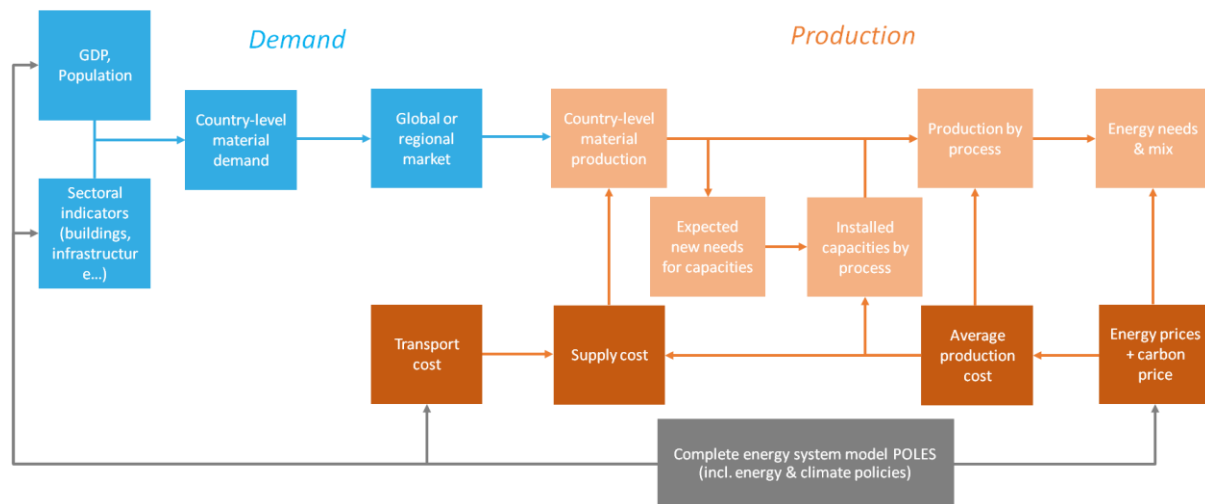 Demand
Production
GDP,
Population
Country-level
material
demand
Global or
regional
market
Country-level
material
production
Production by
process
Energy needs
& mix
Sectoral
indicators
(buildings,
infrastructur
e...)
Expected
new needs
for capacities
Installed
capacities by
process
Transport
cost
Supply cost
Average
production
cost
Energy prices
+ carbon
price
Complete energy system model POLES
(incl. energy & climate policies)